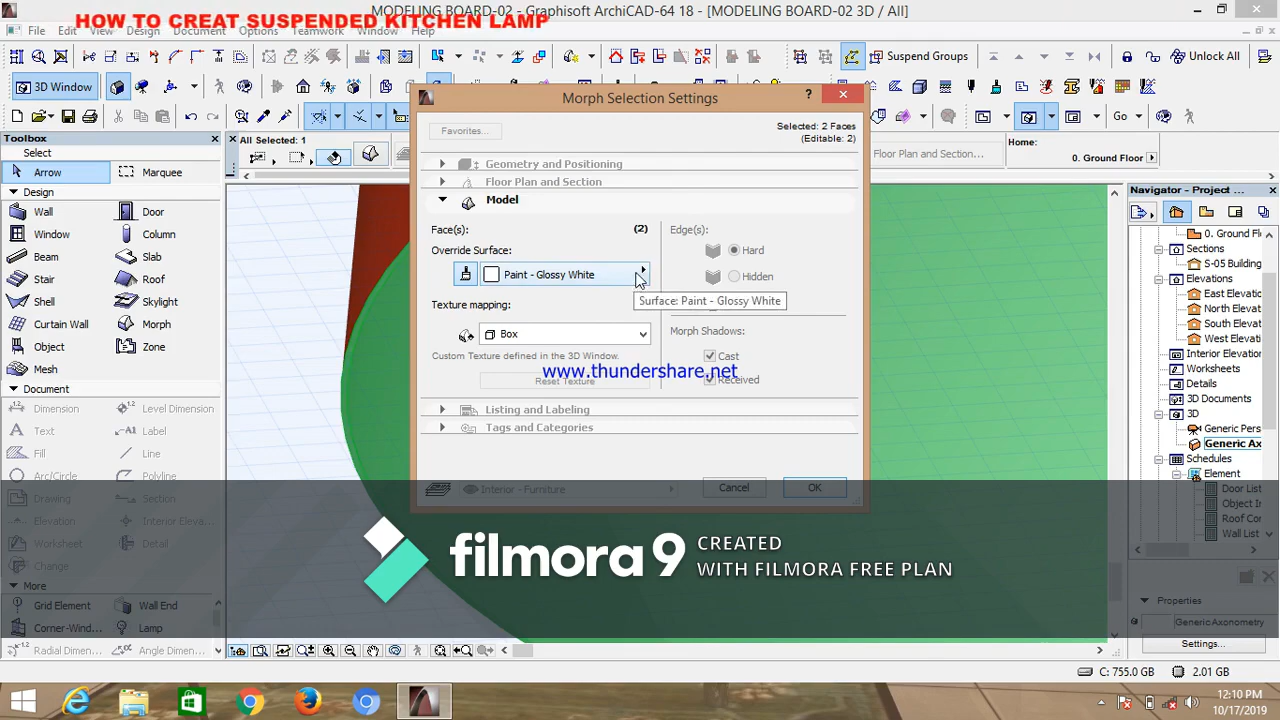 MODELING BOARD-02 - Graphisoft ArchiCAD-64 18 - [MODELING BOARD-02 3D / All]
HOW TO CREAT SUSPENDED KITCHEN LAMP
File Edit View Design Document Options Teamwork Window Help
Suspend Groups
Unlock All
3D Window
Go
Morph Selection Settings
?
Toolbox
Select
Arrow
Marquee
Design
Wall
Door
Window
Column
Beam
Slab
Stair
Roof
Shell
Skylight
Curtain Wall
Morph
Object
Zone
Mesh
Document
Dimension
Level Dimension
Text
Label
Fill
Line
Arc/Circle
Polyline
Drawing
Section
Elevation
Interior Eleva...
Worksheet
Detail
Change
More
Grid Element
Wall End
Corner-Windo...
Lamp
Radial Dimen...
Angle Dimen...
All Selected: 1
Favorites...
Selected: 2 Faces
(Editable: 2)
Geometry and Positioning
Floor Plan and Section
Model
Face(s):
(2)
Override Surface:
Paint - Glossy White
Surface: Paint - Glossy White
Texture mapping:
Box
Custom Texture defined in the 3D Window.
Reset Texture
Edge(s):
Hard
Hidden
Morph Shadows:
Cast
Received
www.thundershare.net
Listing and Labeling
Tags and Categories
Interior - Furniture
Cancel
OK
Floor Plan and Section...
Home:
0. Ground Floor
Navigator - Project ...
0. Ground Fl
Sections
S-05 Building
Elevations
East Elevati
North Elevati
South Elevati
West Elevati
Interior Elevation
Worksheets
Details
3D Documents
3D
Generic Pers
Generic Ax
Schedules
Element
Door List
Object In
Roof Cor
Wall List
Properties
Generic Axonometry
Settings...
filmora 9
CREATED
WITH FILMORA FREE PLAN
C: 755.0 GB
2.01 GB
12:10 PM
10/17/2019